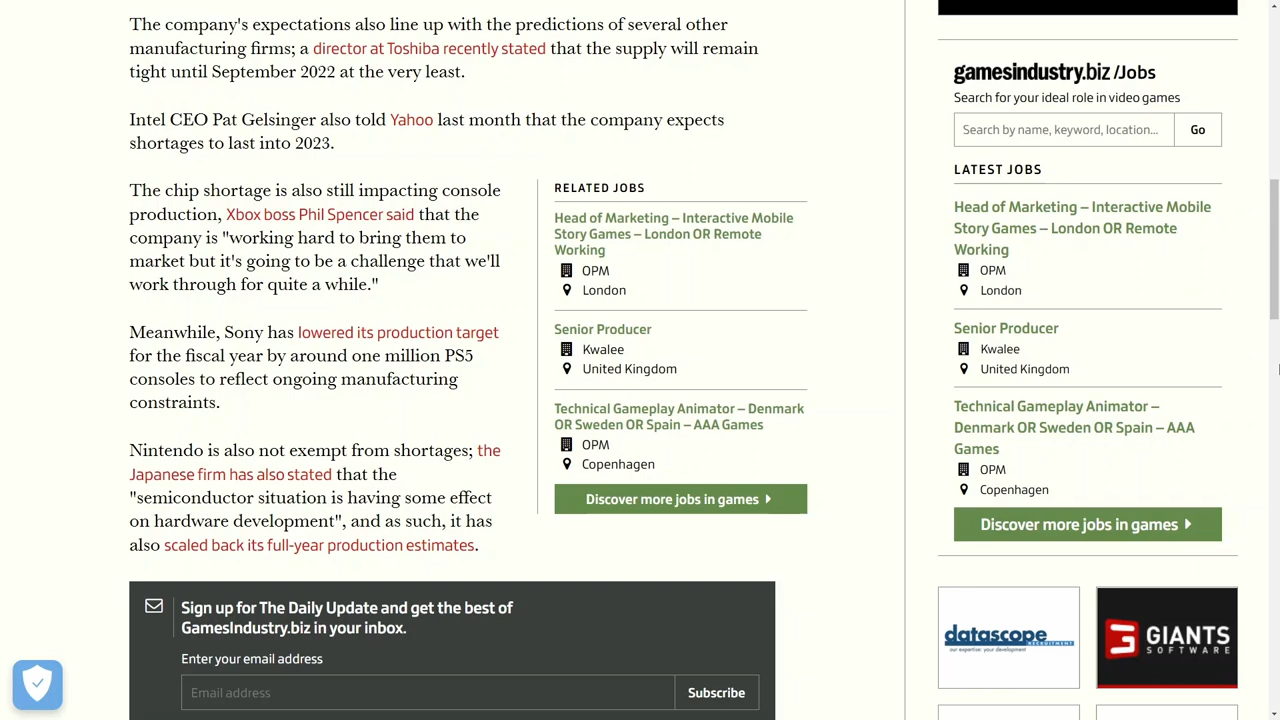 The company's expectations also line up with the predictions of several other
manufacturing firms; a director at Toshiba recently stated that the supply will remain
tight until September 2022 at the very least.
Intel CEO Pat Gelsinger also told Yahoo last month that the company expects
shortages to last into 2023.
The chip shortage is also still impacting console
production, Xbox boss Phil Spencer said that the
company is "working hard to bring them to
market but it's going to be a challenge that we'll
work through for quite a while."
Meanwhile, Sony has lowered its production target
for the fiscal year by around one million PS5
consoles to reflect ongoing manufacturing
constraints.
Nintendo is also not exempt from shortages; the
Japanese firm has also stated that the
"semiconductor situation is having some effect
on hardware development", and as such, it has
also scaled back its full-year production estimates.
RELATED JOBS
Head of Marketing – Interactive Mobile
Story Games – London OR Remote
Working
OPM
London
Senior Producer
Kwalee
United Kingdom
Technical Gameplay Animator – Denmark
OR Sweden OR Spain – AAA Games
OPM
Copenhagen
Discover more jobs in games
Sign up for The Daily Update and get the best of
GamesIndustry.biz in your inbox.
Enter your email address
Email address
Subscribe
gamesindustry.biz /Jobs
Search for your ideal role in video games
Search by name, keyword, location...
Go
LATEST JOBS
Head of Marketing – Interactive Mobile
Story Games – London OR Remote
Working
OPM
London
Senior Producer
Kwalee
United Kingdom
Technical Gameplay Animator –
Denmark OR Sweden OR Spain – AAA
Games
OPM
Copenhagen
Discover more jobs in games
datascope
RECRUITMENT
our expertise: your development
GIANTS
SOFTWARE